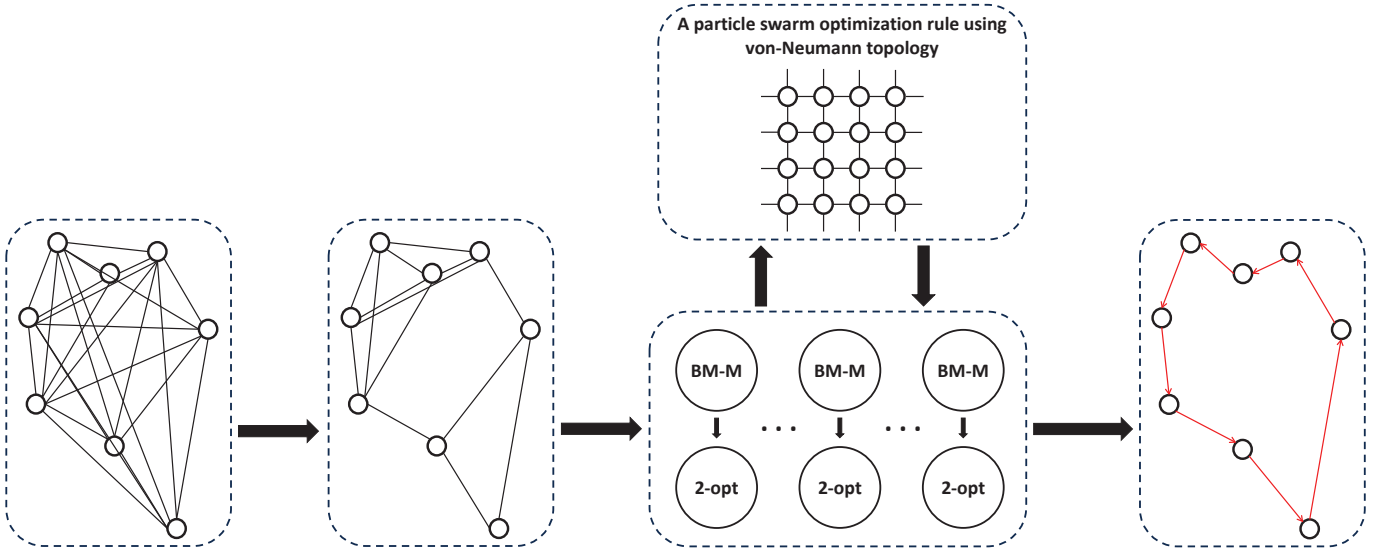 A particle swarm optimization rule using
von-Neumann topology
BM-M
BM-M
BM-M
. . .
. . .
2-opt
2-opt
2-opt